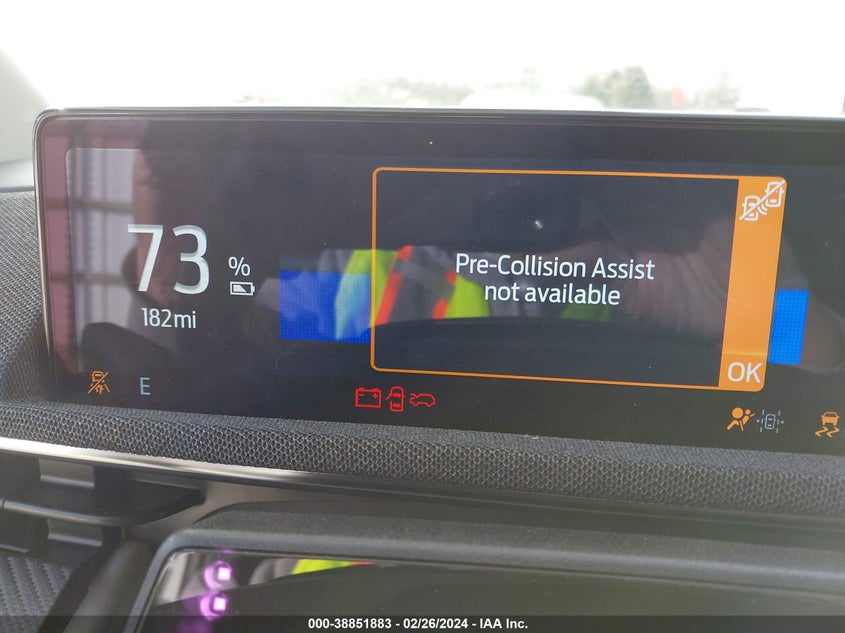 73 %
182mi
Pre-Collision Assist
not available
OK
E
000-38851883 - 02/26/2024 - IAA Inc.